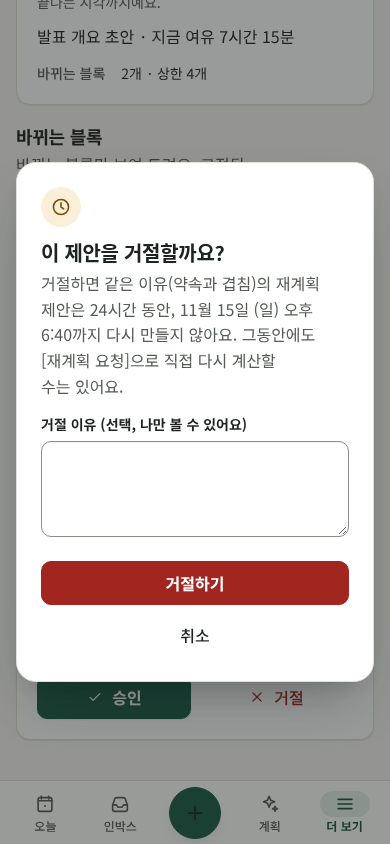 끝나는 시각까지예요.
발표 개요 초안 · 지금 여유 7시간 15분
바뀌는 블록 2개 · 상한 4개
바뀌는 블록
이 제안을 거절할까요?
거절하면 같은 이유(약속과 겹침)의 재계획
제안은 24시간 동안, 11월 15일 (일) 오후
6:40까지 다시 만들지 않아요. 그동안에도
[재계획 요청]으로 직접 다시 계산할
수는 있어요.
거절 이유 (선택, 나만 볼 수 있어요)
거절하기
취소
승인
거절
오늘
인박스
계획
더 보기